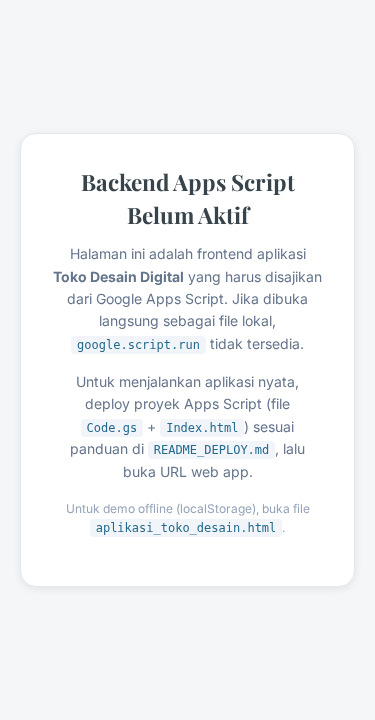 Backend Apps Script
Belum Aktif
Halaman ini adalah frontend aplikasi
Toko Desain Digital yang harus disajikan
dari Google Apps Script. Jika dibuka
langsung sebagai file lokal,
google.script.run tidak tersedia.
Untuk menjalankan aplikasi nyata,
deploy proyek Apps Script (file
Code.gs + Index.html) sesuai
panduan di README_DEPLOY.md, lalu
buka URL web app.
Untuk demo offline (localStorage), buka file
aplikasi_toko_desain.html.